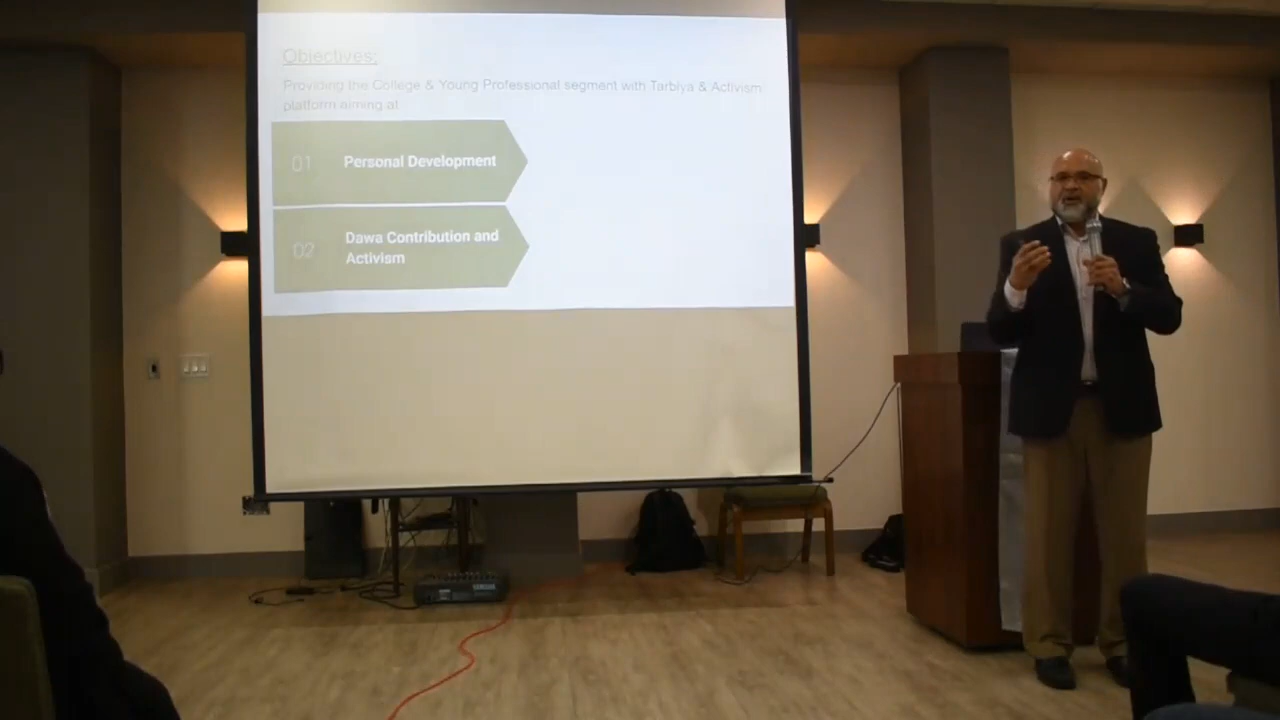 Objectives:
Providing the College & Young Professional segment with Tarbiya & Activism
platform aiming at
01 Personal Development
02 Dawa Contribution and
Activism